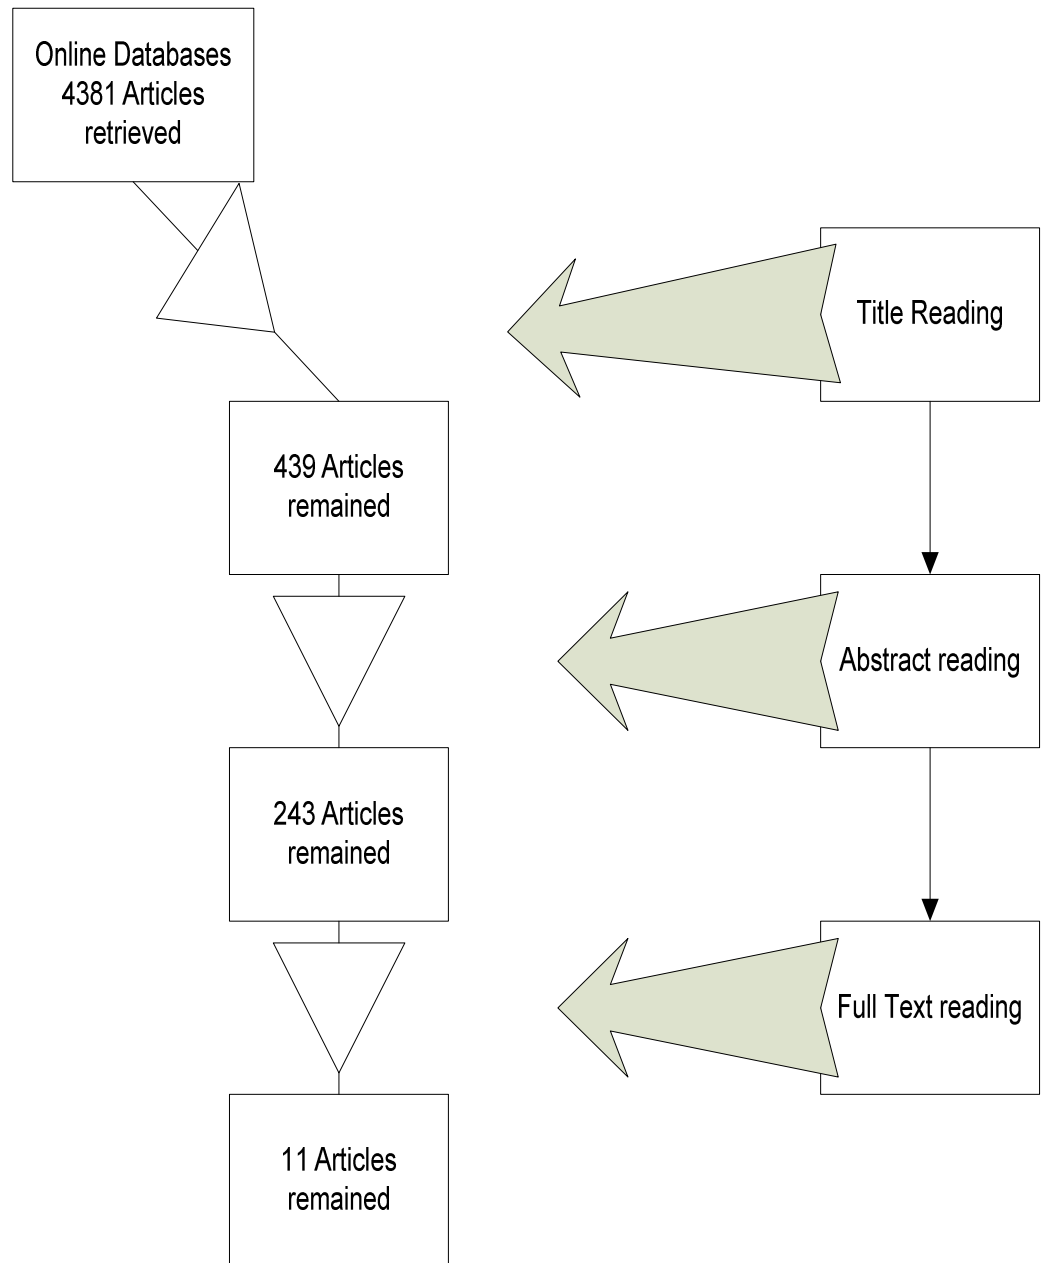 Online Databases
4381 Articles
retrieved
Title Reading
439 Articles
remained
Abstract reading
243 Articles
remained
Full Text reading
11 Articles
remained